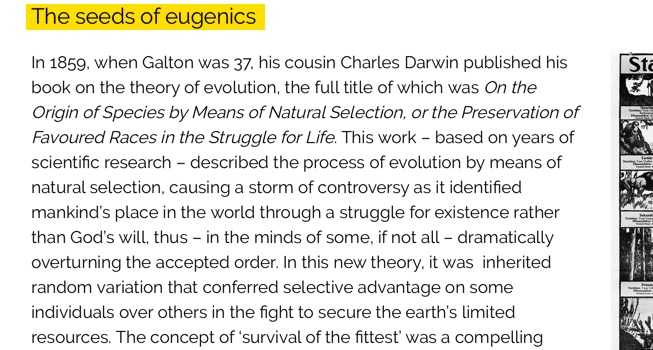 The seeds of eugenics
In 1859, when Galton was 37, his cousin Charles Darwin published his
book on the theory of evolution, the full title of which was On the
Origin of Species by Means of Natural Selection, or the Preservation of
Favoured Races in the Struggle for Life. This work – based on years of
scientific research – described the process of evolution by means of
natural selection, causing a storm of controversy as it identified
mankind's place in the world through a struggle for existence rather
than God's will, thus – in the minds of some, if not all – dramatically
overturning the accepted order. In this new theory, it was  inherited
random variation that conferred selective advantage on some
individuals over others in the fight to secure the earth's limited
resources. The concept of 'survival of the fittest' was a compelling
Sta